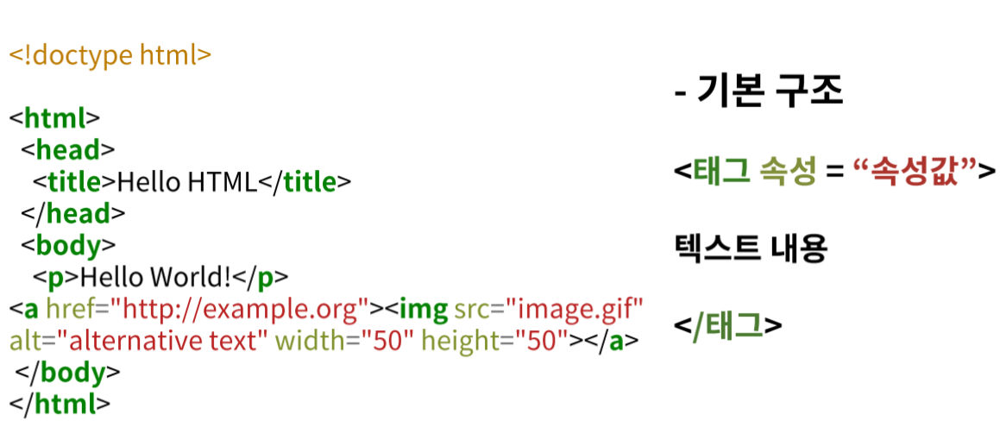 <!doctype html>
<html>
<head>
<title>Hello HTML</title>
</head>
<body>
<p>Hello World!</p>
<a href="http://example.org"><img src="image.gif"
alt="alternative text" width="50" height="50"></a>
</body>
</html>
- 기본 구조
<태그 속성 = “속성값”>
텍스트 내용
</태그>